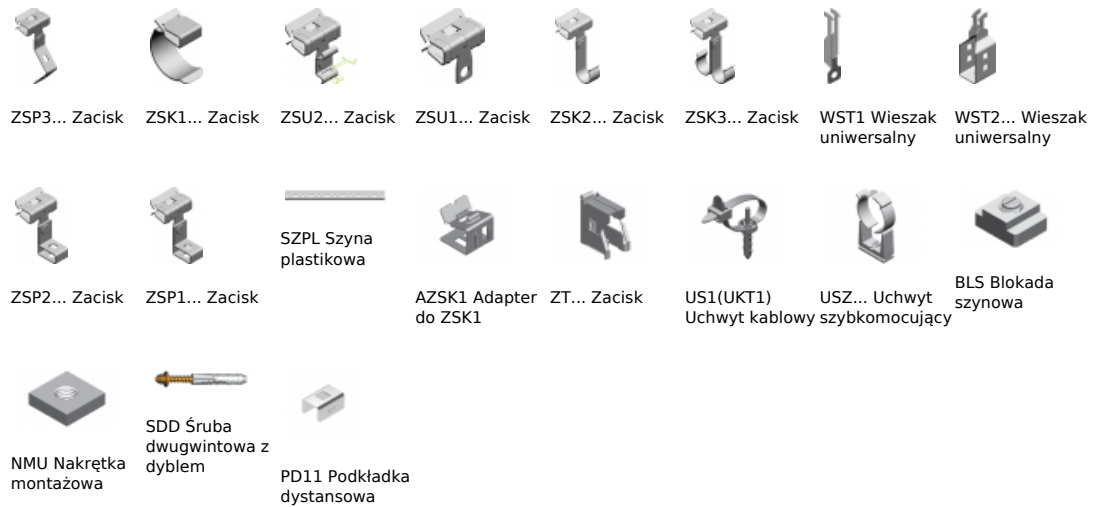 ZSP3... Zacisk
ZSK1... Zacisk
ZSU2... Zacisk
ZSU1... Zacisk
ZSK2... Zacisk
ZSK3... Zacisk
WST1 Wieszak
uniwersalny
WST2... Wieszak
uniwersalny
ZSP2... Zacisk
ZSP1... Zacisk
SZPL Szyna
plastikowa
AZSK1 Adapter
do ZSK1
ZT... Zacisk
US1(UKT1)
Uchwyt kablowy
USZ... Uchwyt
szybkomocujący
BLS Blokada
szynowa
NMU Nakrętka
montażowa
SDD Śruba
dwugwintowa z
dyblem
PD11 Podkładka
dystansowa